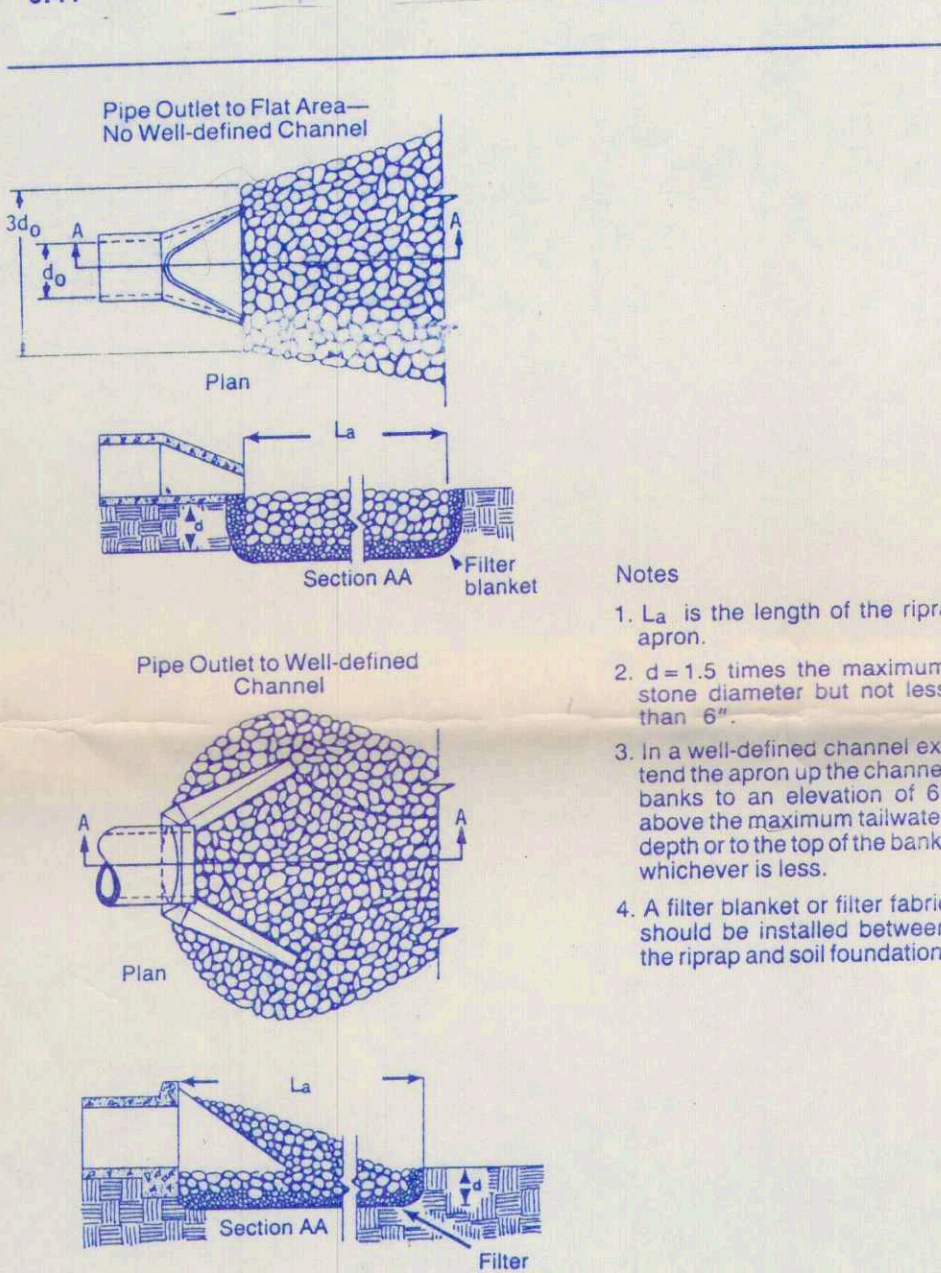 Pipe Outlet to Flat Area—
No Well-defined Channel
3do
A
A
do
Plan
La
d
Section AA
Filter
blanket
Pipe Outlet to Well-defined
Channel
A
A
Plan
La
d
Section AA
Filter
Notes
1. La is the length of the ripra
apron.
2. d = 1.5 times the maximum
stone diameter but not less
than 6".
3. In a well-defined channel ex
tend the apron up the channe
banks to an elevation of 6
above the maximum tailwate
depth or to the top of the bank
whichever is less.
4. A filter blanket or filter fabric
should be installed between
the riprap and soil foundation